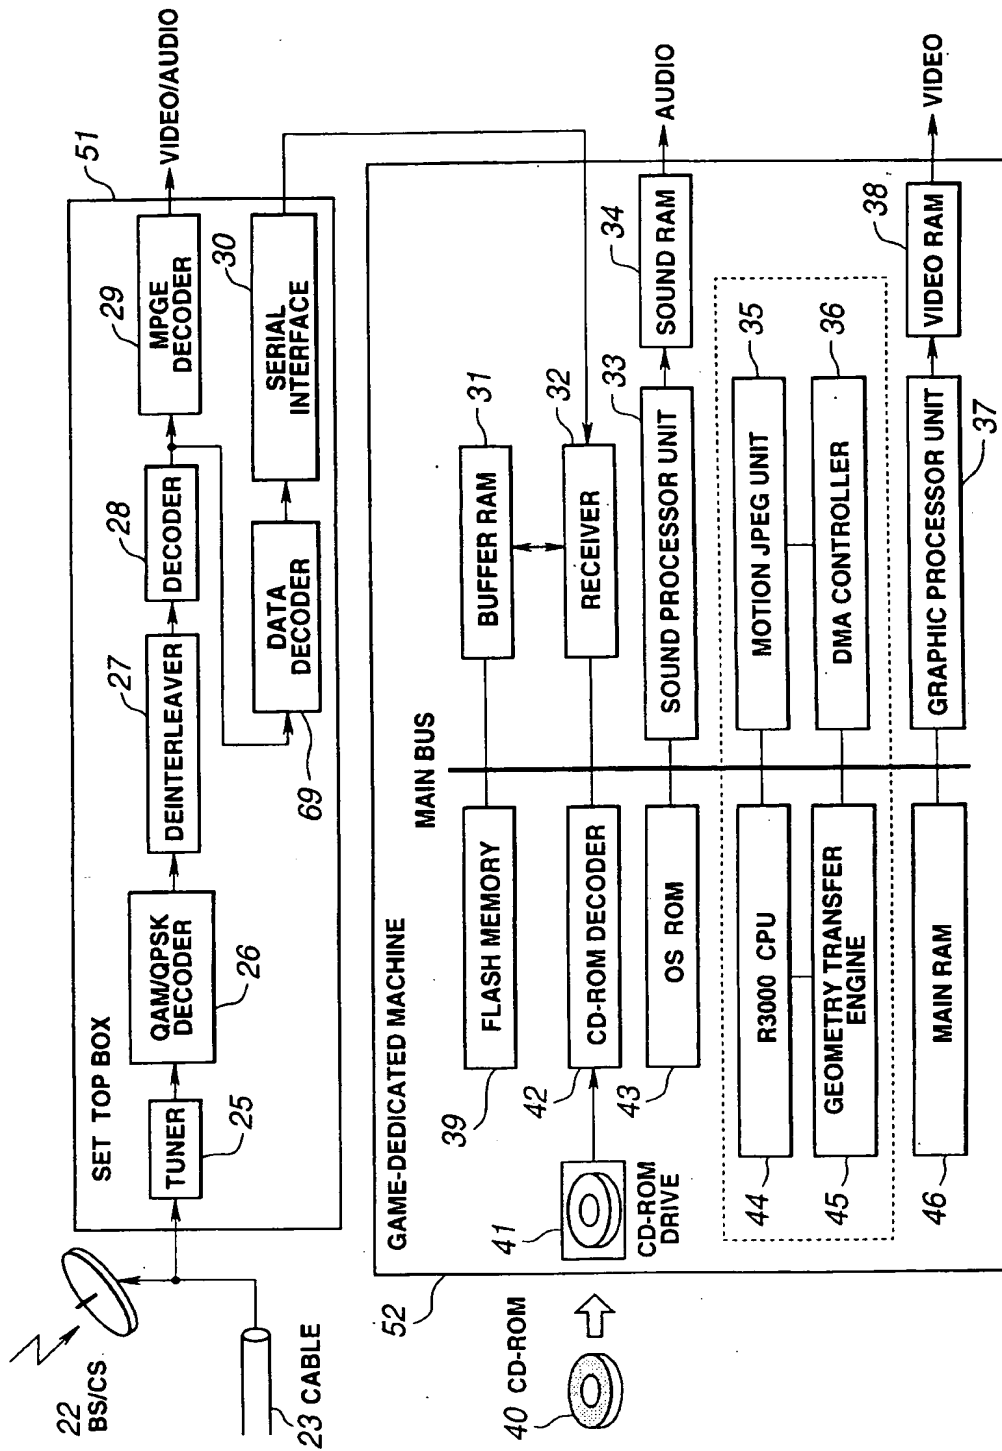 22
BS/CS
23 CABLE
SET TOP BOX
51
TUNER
25
QAM/QPSK
DECODER
26
DEINTERLEAVER
27
DECODER
28
MPGE
DECODER
29
VIDEO/AUDIO
DATA
DECODER
69
SERIAL
INTERFACE
30
GAME-DEDICATED MACHINE
52
MAIN BUS
40 CD-ROM
41
CD-ROM
DRIVE
FLASH MEMORY
39
BUFFER RAM
31
CD-ROM DECODER
42
RECEIVER
32
OS ROM
43
SOUND PROCESSOR UNIT
33
SOUND RAM
34
AUDIO
R3000 CPU
44
MOTION JPEG UNIT
35
GEOMETRY TRANSFER
ENGINE
45
DMA CONTROLLER
36
MAIN RAM
46
GRAPHIC PROCESSOR UNIT
37
VIDEO RAM
38
VIDEO